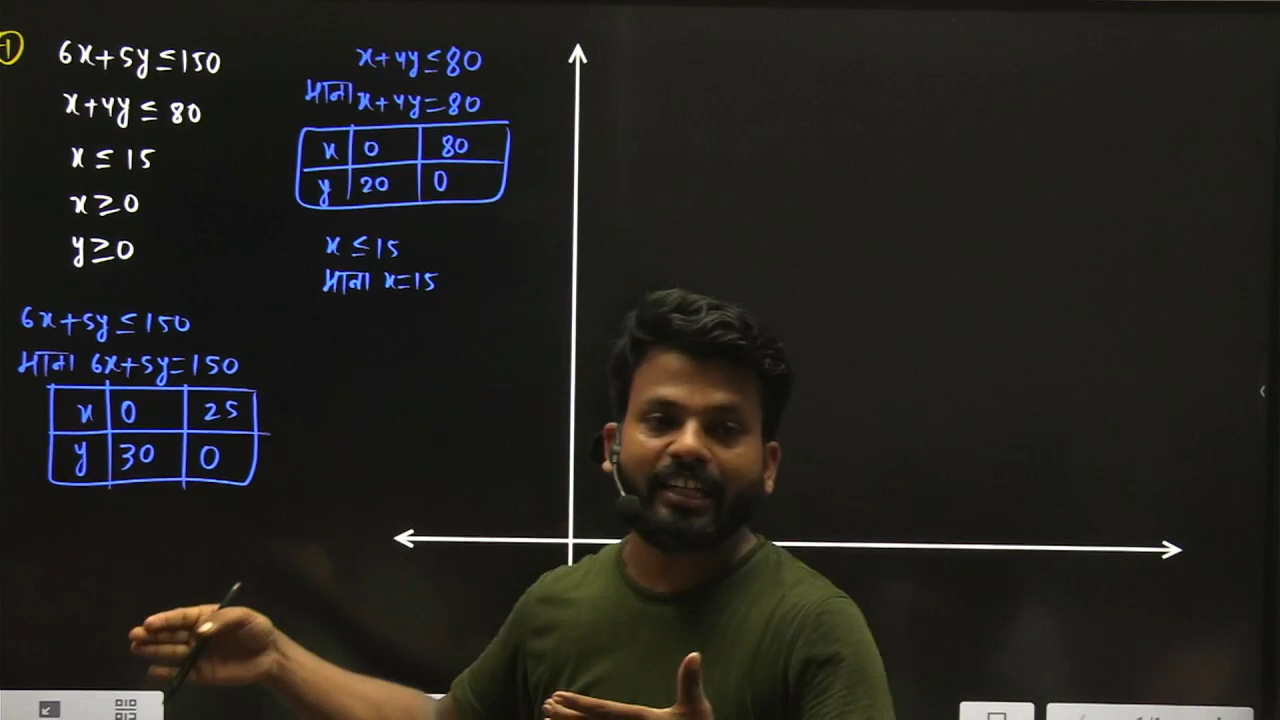 1
6x+5y≤150
x+4y≤80
x≤15
x≥0
y≥0
6x+5y≤150
माना 6x+5y=150
x 0 25
y 30 0
x+4y≤80
माना x+4y=80
x 0 80
y 20 0
x≤15
माना x=15